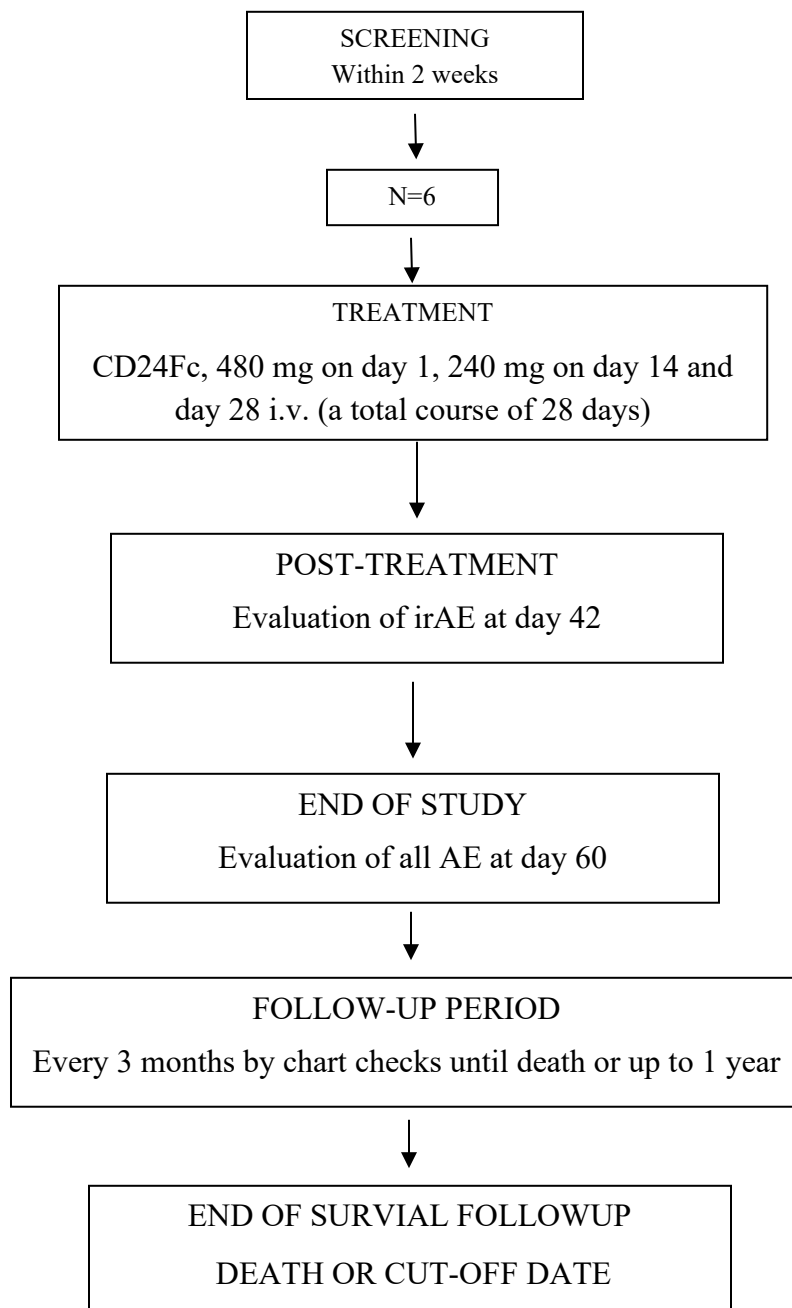 SCREENING
Within 2 weeks
N=6
TREATMENT
CD24Fc, 480 mg on day 1, 240 mg on day 14 and
day 28 i.v. (a total course of 28 days)
POST-TREATMENT
Evaluation of irAE at day 42
END OF STUDY
Evaluation of all AE at day 60
FOLLOW-UP PERIOD
Every 3 months by chart checks until death or up to 1 year
END OF SURVIAL FOLLOWUP
DEATH OR CUT-OFF DATE